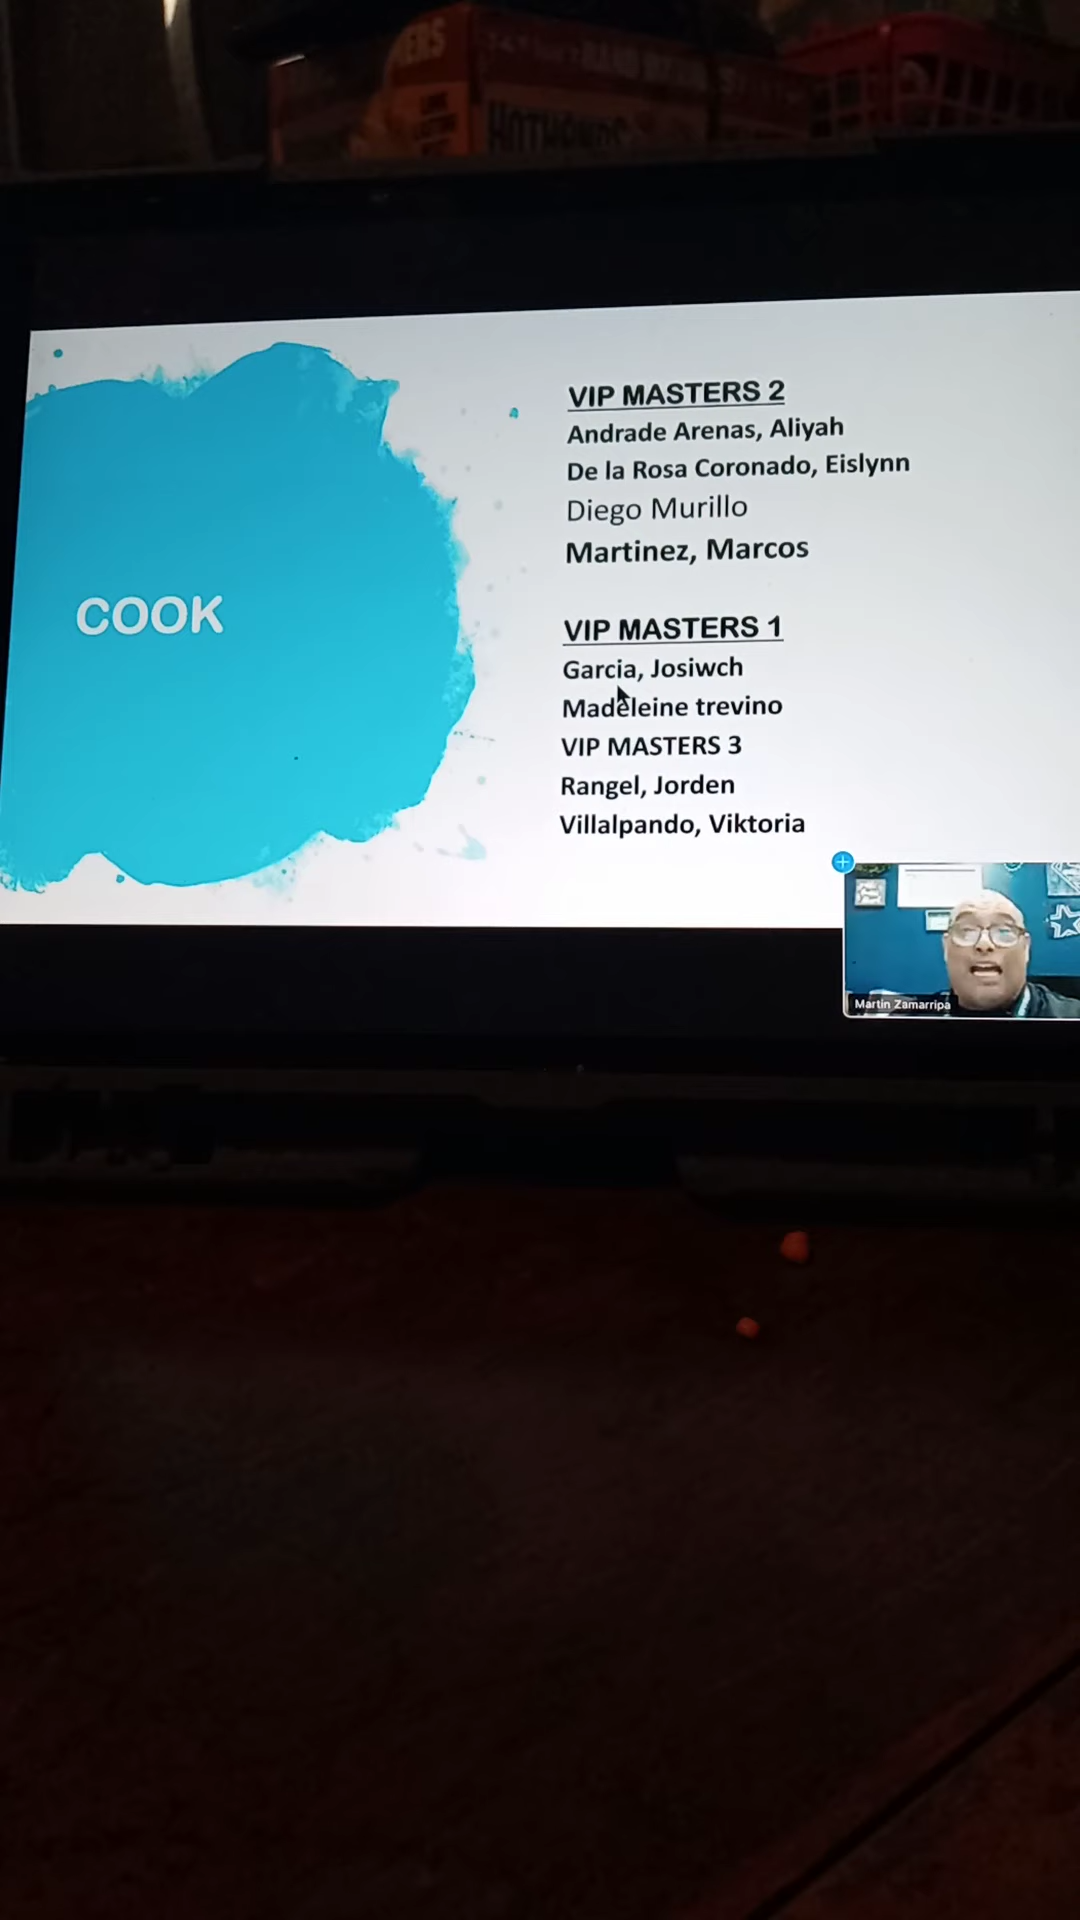 HOTHANDS
COOK
VIP MASTERS 2
Andrade Arenas, Aliyah
De la Rosa Coronado, Eislynn
Diego Murillo
Martinez, Marcos
VIP MASTERS 1
Garcia, Josiwch
Madeleine trevino
VIP MASTERS 3
Rangel, Jorden
Villalpando, Viktoria
Martin Zamarripa